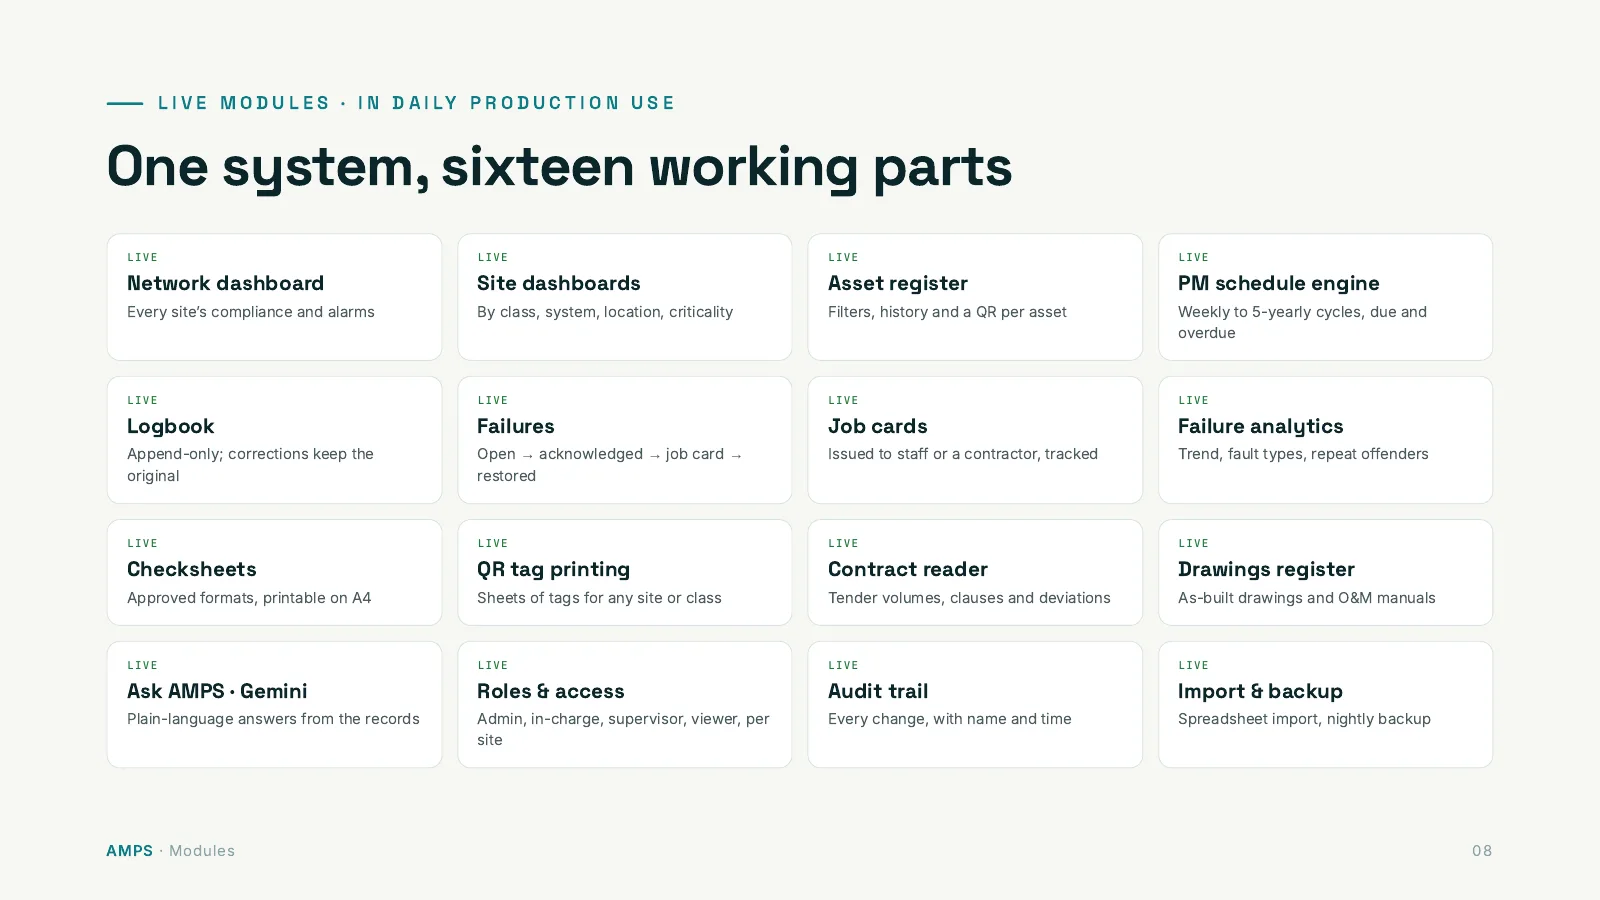 LIVE MODULES · IN DAILY PRODUCTION USE
One system, sixteen working parts
LIVE
Network dashboard
Every site’s compliance and alarms
LIVE
Site dashboards
By class, system, location, criticality
LIVE
Asset register
Filters, history and a QR per asset
LIVE
PM schedule engine
Weekly to 5-yearly cycles, due and
overdue
LIVE
Logbook
Append-only; corrections keep the
original
LIVE
Failures
Open → acknowledged → job card →
restored
LIVE
Job cards
Issued to staff or a contractor, tracked
LIVE
Failure analytics
Trend, fault types, repeat offenders
LIVE
Checksheets
Approved formats, printable on A4
LIVE
QR tag printing
Sheets of tags for any site or class
LIVE
Contract reader
Tender volumes, clauses and deviations
LIVE
Drawings register
As-built drawings and O&M manuals
LIVE
Ask AMPS · Gemini
Plain-language answers from the records
LIVE
Roles & access
Admin, in-charge, supervisor, viewer, per
site
LIVE
Audit trail
Every change, with name and time
LIVE
Import & backup
Spreadsheet import, nightly backup
AMPS · Modules
08